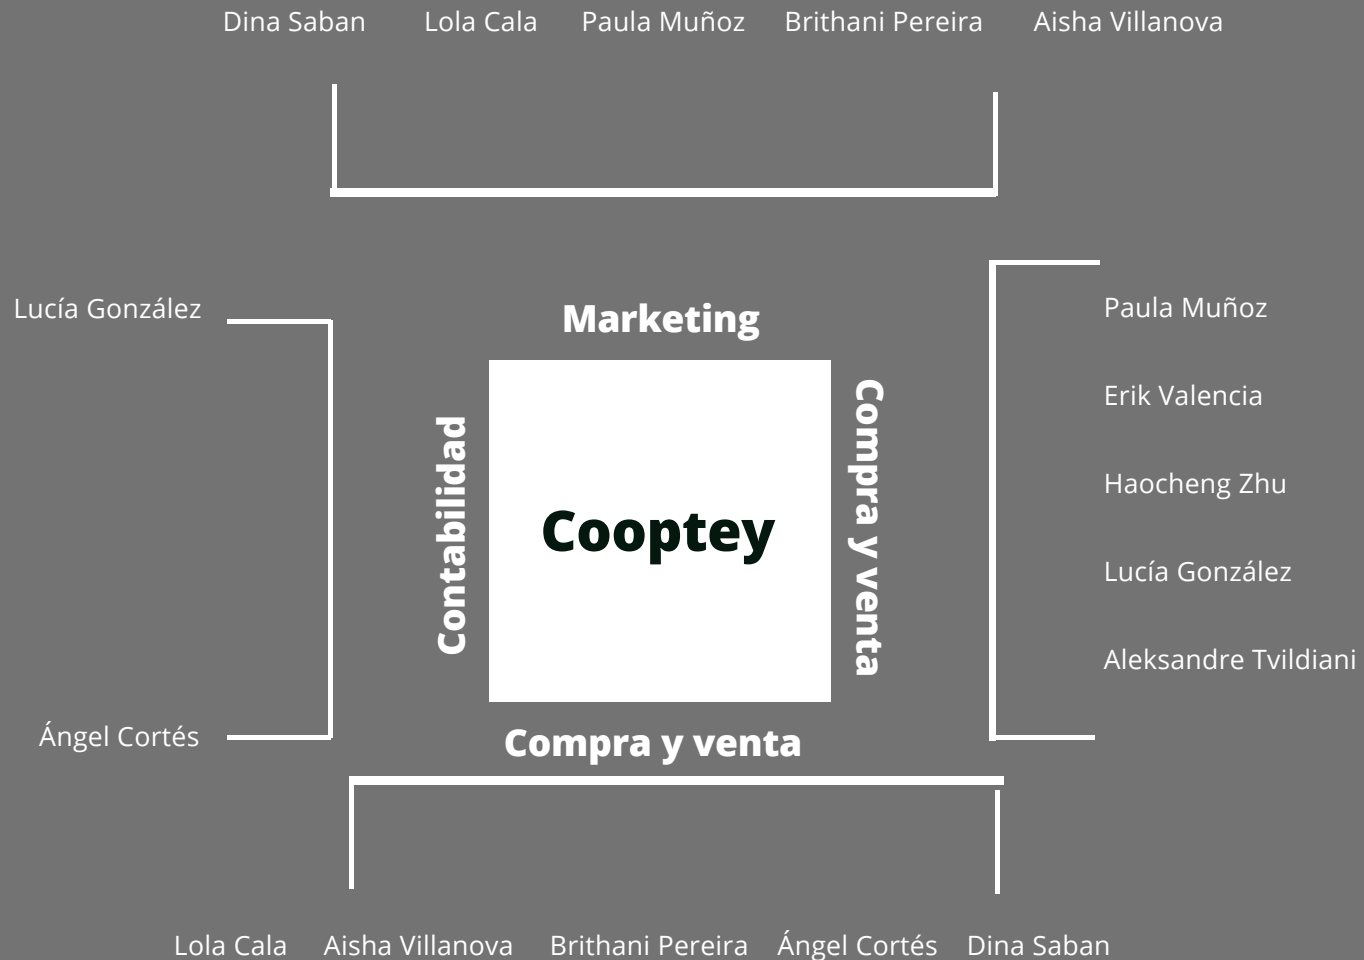 Dina Saban
Lola Cala
Paula Muñoz
Brithani Pereira
Aisha Villanova
Lucía González
Ángel Cortés
Marketing
Contabilidad
Cooptey
Compra y venta
Compra y venta
Paula Muñoz
Erik Valencia
Haocheng Zhu
Lucía González
Aleksandre Tvildiani
Lola Cala
Aisha Villanova
Brithani Pereira
Ángel Cortés
Dina Saban